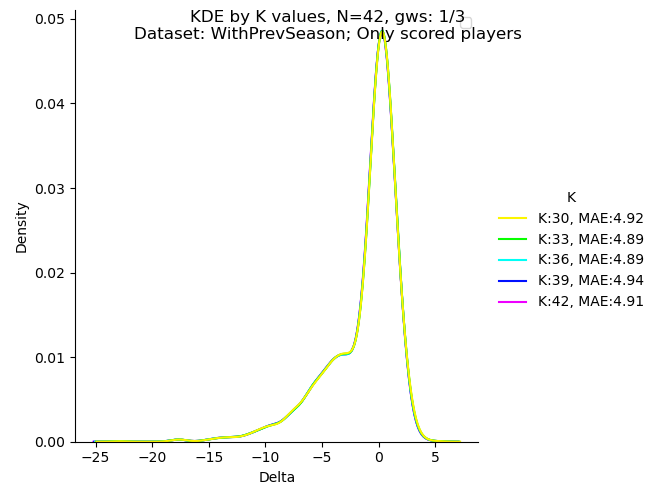 KDE by K values, N=42, gws: 1/3
Dataset: WithPrevSeason; Only scored players
0.05
0.04
0.03
0.02
0.01
0.00
Density
−25
−20
−15
−10
−5
0
5
Delta
K
K:30, MAE:4.92
K:33, MAE:4.89
K:36, MAE:4.89
K:39, MAE:4.94
K:42, MAE:4.91